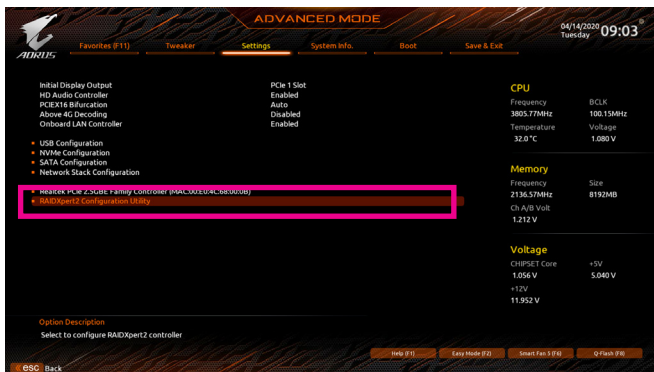 ADVANCED MODE
04/14/2020
Tuesday
09:03
AORUS
Favorites (F11)
Tweaker
Settings
System Info.
Boot
Save & Exit
Initial Display Output
PCIe 1 Slot
HD Audio Controller
Enabled
PCIEX16 Bifurcation
Auto
Above 4G Decoding
Disabled
Onboard LAN Controller
Enabled
USB Configuration
NVMe Configuration
SATA Configuration
Network Stack Configuration
Realtek PCIe 2.5GBE Family Controller (MAC:00:E0:4C:68:00:0B)
RAIDXpert2 Configuration Utility
CPU
Frequency
BCLK
3805.77MHz
100.15MHz
Temperature
Voltage
32.0 °C
1.080 V
Memory
Frequency
Size
2136.57MHz
8192MB
Ch A/B Volt
1.212 V
Voltage
CHIPSET Core
+5V
1.056 V
5.040 V
+12V
11.952 V
Option Description
Select to configure RAIDXpert2 controller
Help (F1)
Easy Mode (F2)
Smart Fan 5 (F6)
Q-Flash (F8)
esc Back